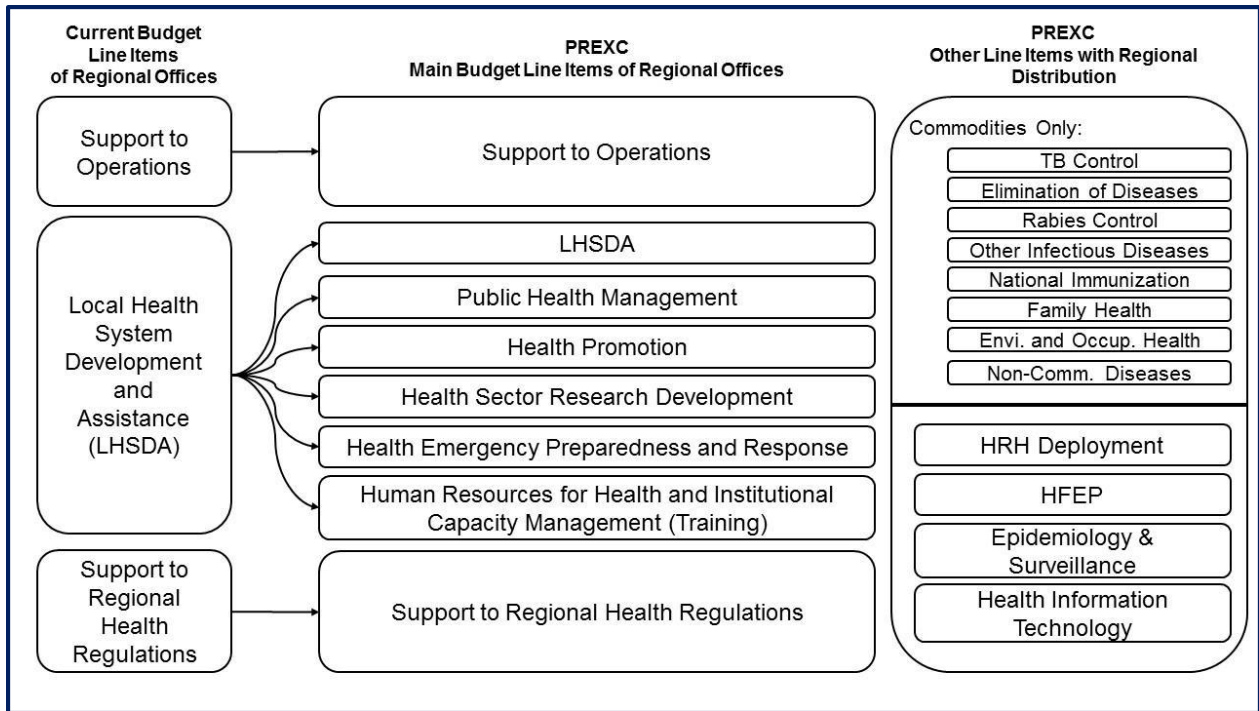 Current Budget
Line Items
of Regional Offices
PREXC
Main Budget Line Items of Regional Offices
PREXC
Other Line Items with Regional
Distribution
Support to
Operations
Support to Operations
Local Health
System
Development
and
Assistance
(LHSDA)
LHSDA
Public Health Management
Health Promotion
Health Sector Research Development
Health Emergency Preparedness and Response
Human Resources for Health and Institutional
Capacity Management (Training)
Support to
Regional
Health
Regulations
Support to Regional Health Regulations
Commodities Only:
TB Control
Elimination of Diseases
Rabies Control
Other Infectious Diseases
National Immunization
Family Health
Envi. and Occup. Health
Non-Comm. Diseases
HRH Deployment
HFEP
Epidemiology &
Surveillance
Health Information
Technology